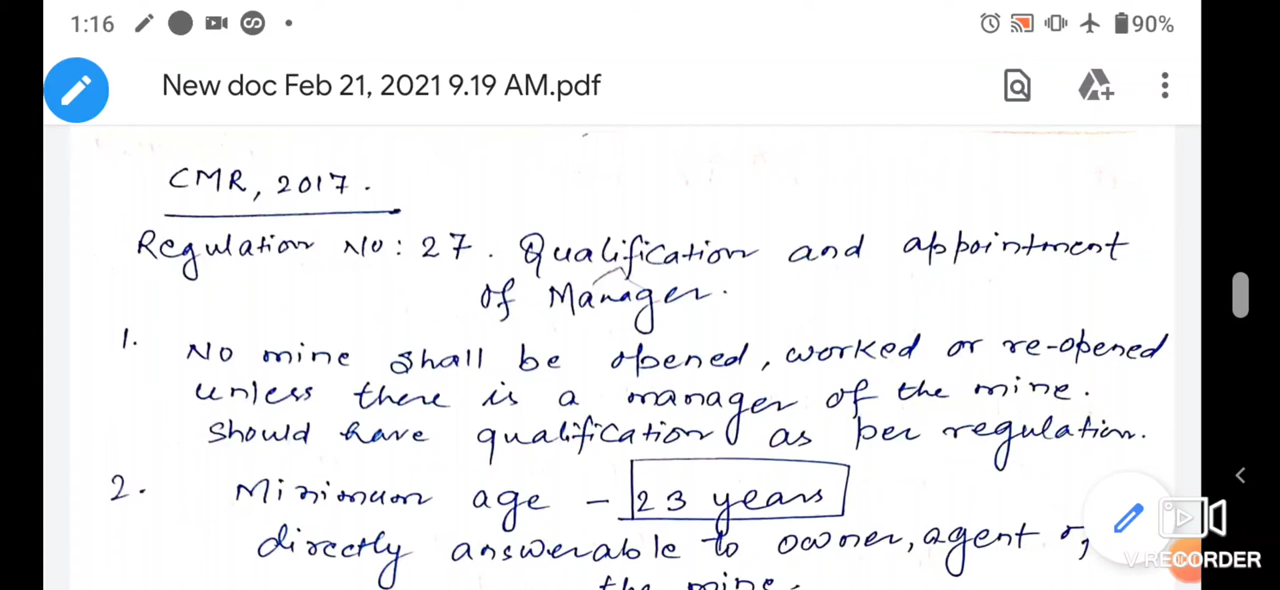 1:16
90%
New doc Feb 21, 2021 9.19 AM.pdf
CMR, 2017.
Regulation No: 27. Qualification and appointment
of Manager.
1. No mine shall be opened, worked or re-opened
unless there is a manager of the mine.
should have qualification as per regulation.
2. Minimum age - 23 years
directly answerable to owner, agent
the mine.
V RECORDER